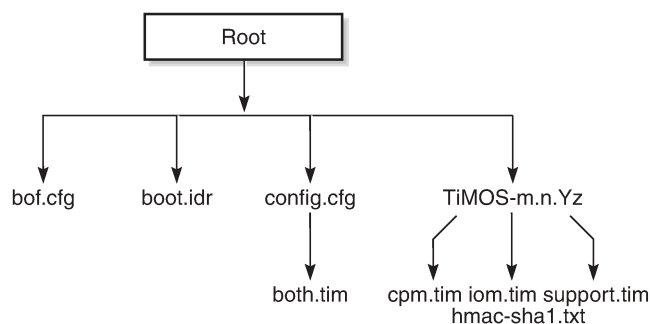 Root
bof.cfg boot.idr config.cfg TiMOS-m.n.Yz
both.tim cpm.tim iom.tim support.tim
hmac-sha1.txt